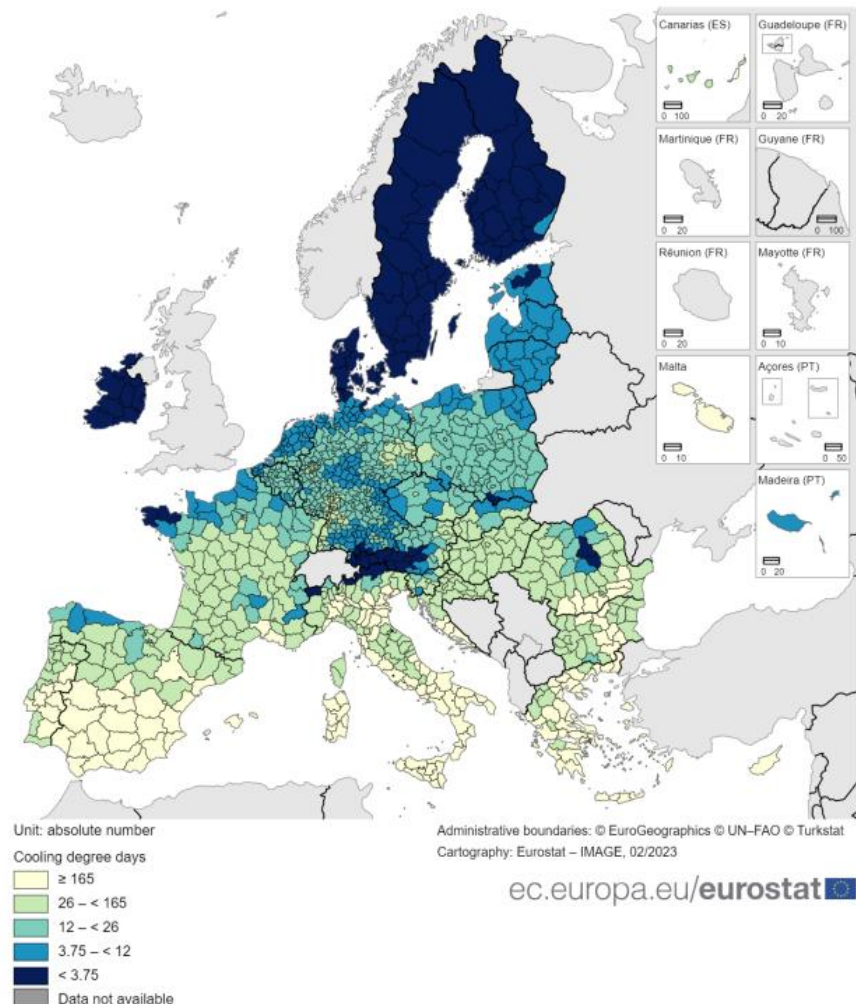 Canarias (ES)
0 100
Guadeloupe (FR)
0 20
Martinique (FR)
0 20
Guyane (FR)
0 100
Réunion (FR)
0 20
Mayotte (FR)
0 10
Malta
0 10
Açores (PT)
0 50
Madeira (PT)
0 20
Unit: absolute number
Cooling degree days
≥ 165
26 – < 165
12 – < 26
3.75 – < 12
< 3.75
Data not available
Administrative boundaries: © EuroGeographics © UN–FAO © Turkstat
Cartography: Eurostat – IMAGE, 02/2023
ec.europa.eu/eurostat